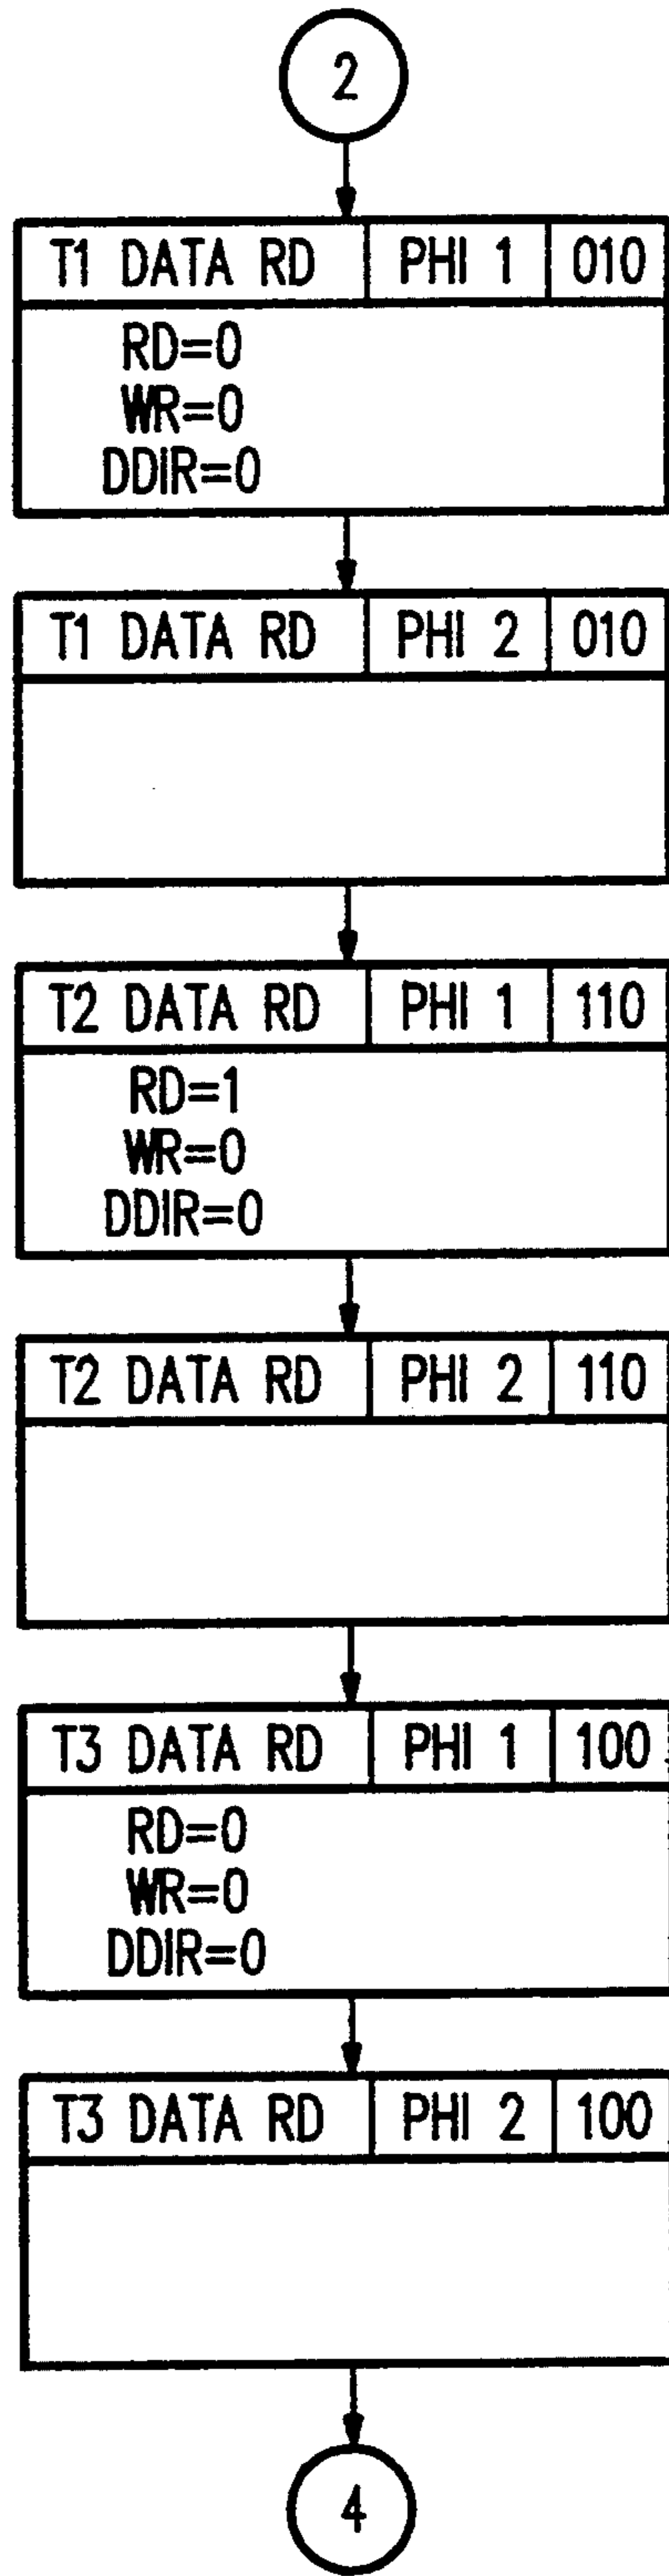 2
T1 DATA RD PHI 1 010
RD=0
WR=0
DDIR=0
T1 DATA RD PHI 2 010
T2 DATA RD PHI 1 110
RD=1
WR=0
DDIR=0
T2 DATA RD PHI 2 110
T3 DATA RD PHI 1 100
RD=0
WR=0
DDIR=0
T3 DATA RD PHI 2 100
4